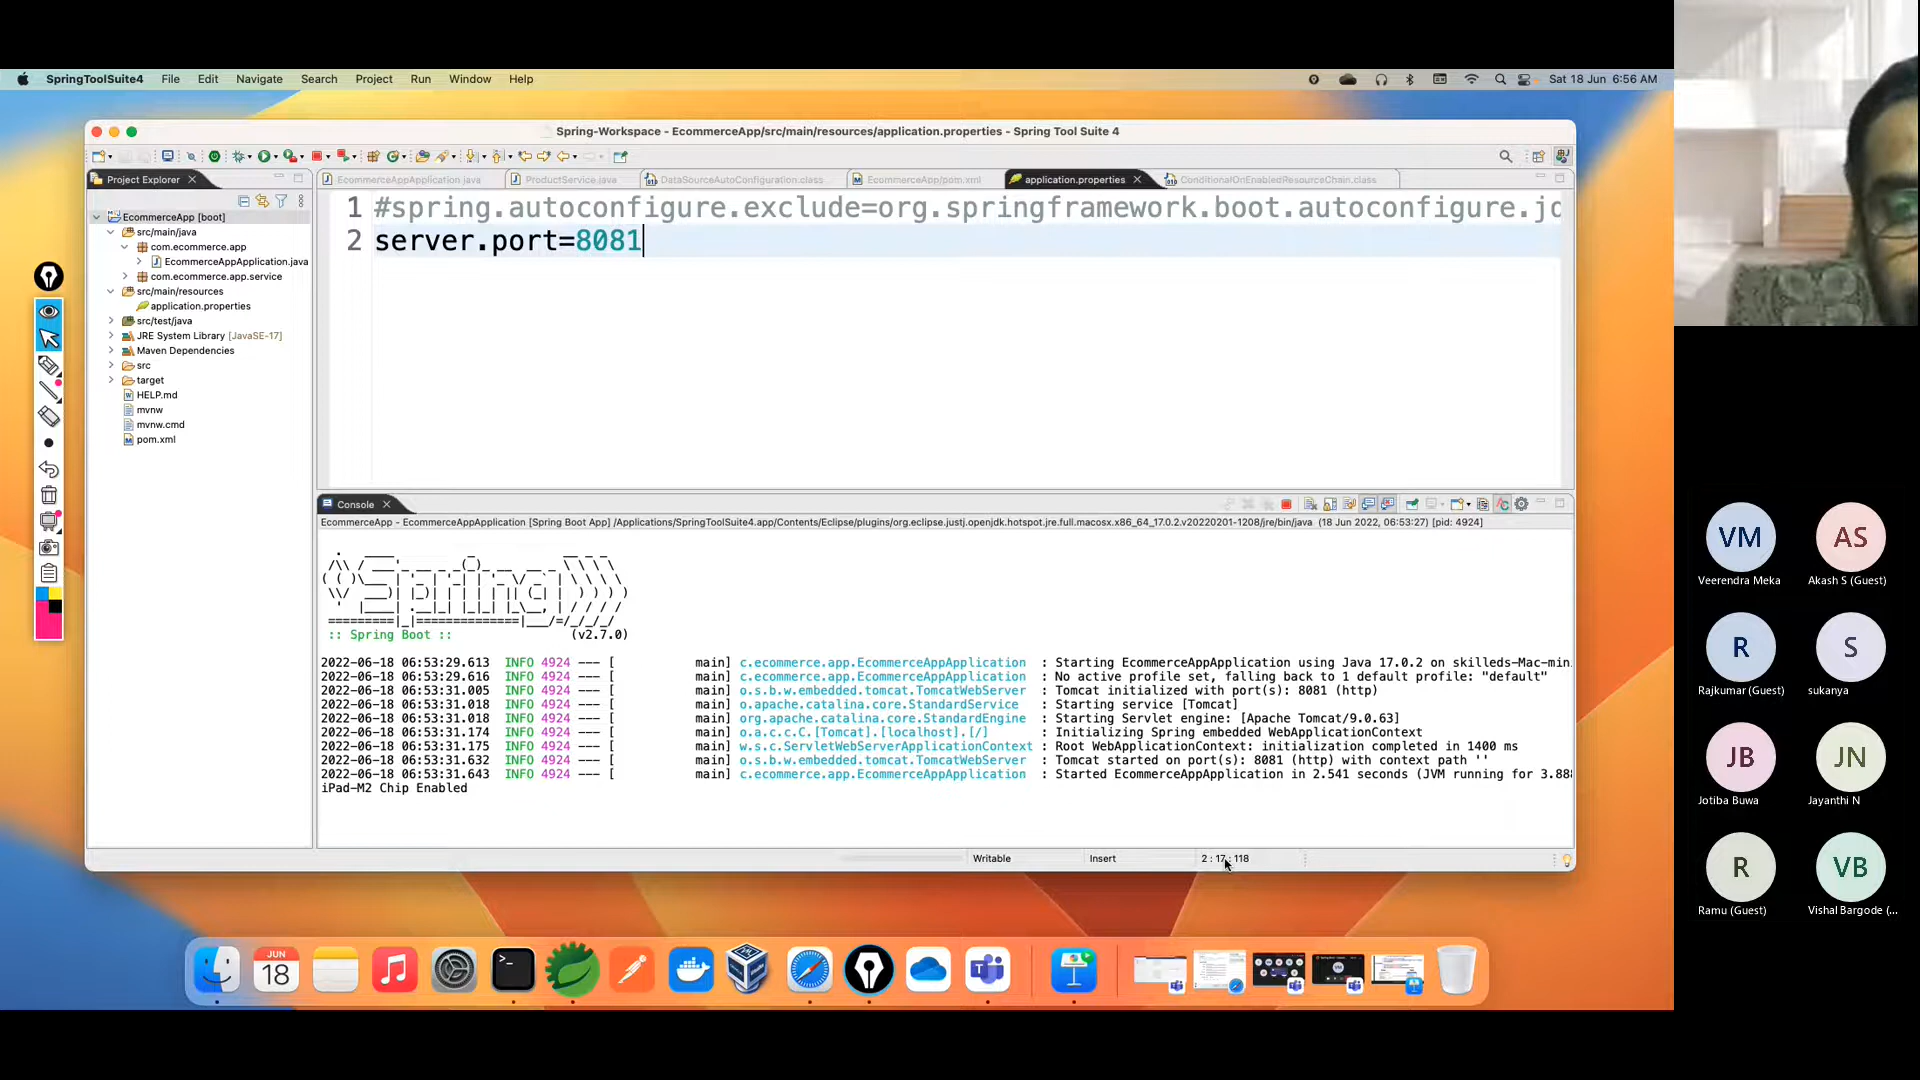 SpringToolSuite4 File Edit Navigate Search Project Run Window Help
Sat 18 Jun 6:56 AM
Spring-Workspace - EcommerceApp/src/main/resources/application.properties - Spring Tool Suite 4
Project Explorer
EcommerceAppApplication.java ProductService.java DataSourceAutoConfiguration.class EcommerceApp/pom.xml application.properties ConditionalOnEnabledResourceChain.class
EcommerceApp [boot]
src/main/java
com.ecommerce.app
EcommerceAppApplication.java
com.ecommerce.app.service
src/main/resources
application.properties
src/test/java
JRE System Library [JavaSE-17]
Maven Dependencies
src
target
HELP.md
mvnw
mvnw.cmd
pom.xml
1 #spring.autoconfigure.exclude=org.springframework.boot.autoconfigure.jd
2 server.port=8081
Console
EcommerceApp - EcommerceAppApplication [Spring Boot App] /Applications/SpringToolSuite4.app/Contents/Eclipse/plugins/org.eclipse.justj.openjdk.hotspot.jre.full.macosx.x86_64_17.0.2.v20220201-1208/jre/bin/java (18 Jun 2022, 06:53:27) [pid: 4924]
:: Spring Boot :: (v2.7.0)
2022-06-18 06:53:29.613 INFO 4924 --- [ main] c.ecommerce.app.EcommerceAppApplication : Starting EcommerceAppApplication using Java 17.0.2 on skilleds-Mac-min
2022-06-18 06:53:29.616 INFO 4924 --- [ main] c.ecommerce.app.EcommerceAppApplication : No active profile set, falling back to 1 default profile: "default"
2022-06-18 06:53:31.005 INFO 4924 --- [ main] o.s.b.w.embedded.tomcat.TomcatWebServer : Tomcat initialized with port(s): 8081 (http)
2022-06-18 06:53:31.018 INFO 4924 --- [ main] o.apache.catalina.core.StandardService : Starting service [Tomcat]
2022-06-18 06:53:31.018 INFO 4924 --- [ main] org.apache.catalina.core.StandardEngine : Starting Servlet engine: [Apache Tomcat/9.0.63]
2022-06-18 06:53:31.174 INFO 4924 --- [ main] o.a.c.c.C.[Tomcat].[localhost].[/] : Initializing Spring embedded WebApplicationContext
2022-06-18 06:53:31.175 INFO 4924 --- [ main] w.s.c.ServletWebServerApplicationContext : Root WebApplicationContext: initialization completed in 1400 ms
2022-06-18 06:53:31.632 INFO 4924 --- [ main] o.s.b.w.embedded.tomcat.TomcatWebServer : Tomcat started on port(s): 8081 (http) with context path ''
2022-06-18 06:53:31.643 INFO 4924 --- [ main] c.ecommerce.app.EcommerceAppApplication : Started EcommerceAppApplication in 2.541 seconds (JVM running for 3.88
iPad-M2 Chip Enabled
Writable Insert 2 : 17 : 118
JUN
18
VM
Veerendra Meka
AS
Akash S (Guest)
R
Rajkumar (Guest)
S
sukanya
JB
Jotiba Buwa
JN
Jayanthi N
R
Ramu (Guest)
VB
Vishal Bargode (...